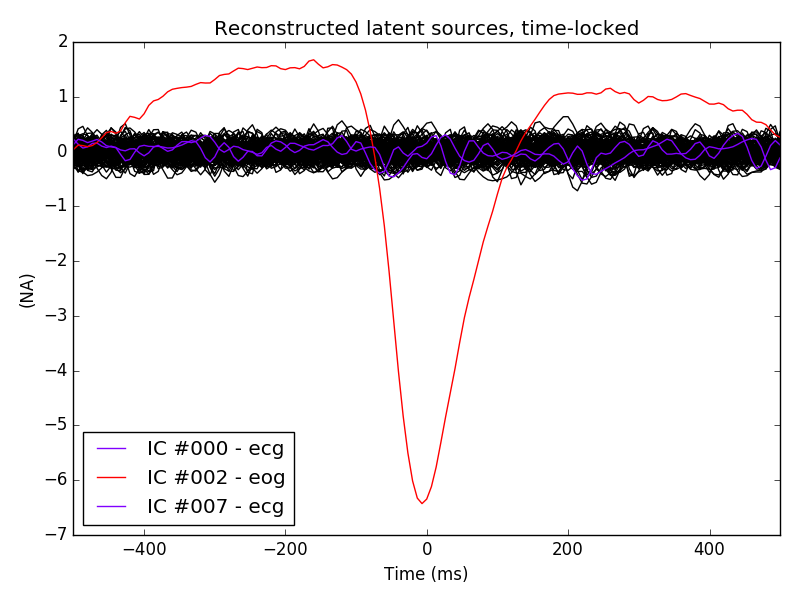 Reconstructed latent sources, time-locked
2
1
0
−1
−2
−3
−4
−5
−6
−7
(NA)
IC #000 - ecg
IC #002 - eog
IC #007 - ecg
−400
−200
0
200
400
Time (ms)